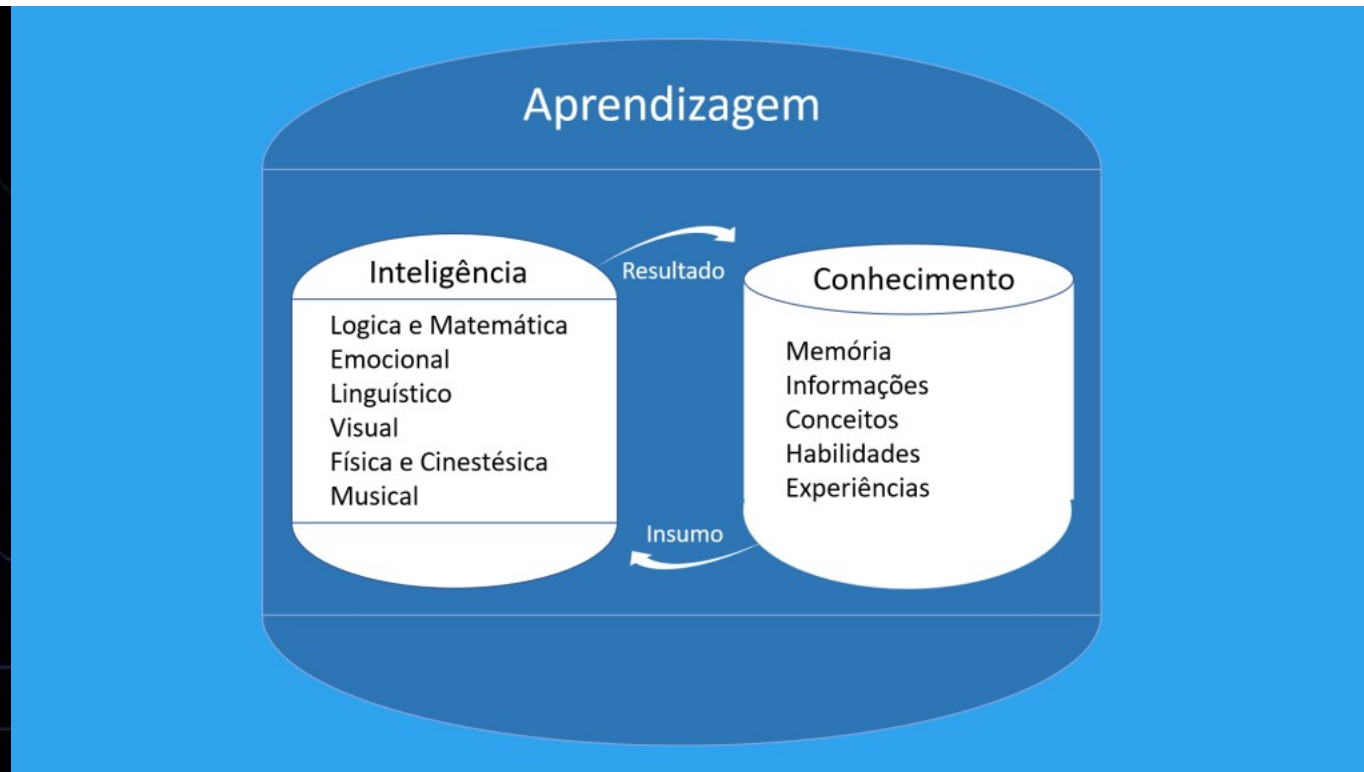 Aprendizagem
Inteligência
Logica e Matemática
Emocional
Linguístico
Visual
Física e Cinestésica
Musical
Resultado
Insumo
Conhecimento
Memória
Informações
Conceitos
Habilidades
Experiências